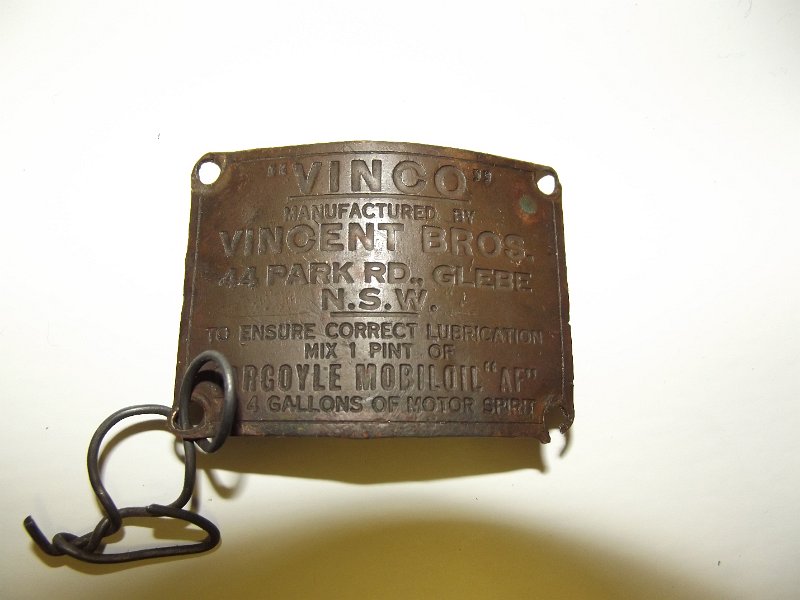 "VINCO"
MANUFACTURED BY
VINCENT BROS.
44 PARK RD., GLEBE
N.S.W.
TO ENSURE CORRECT LUBRICATION
MIX 1 PINT OF
RGOYLE MOBILOIL "AF"
4 GALLONS OF MOTOR SPIRIT